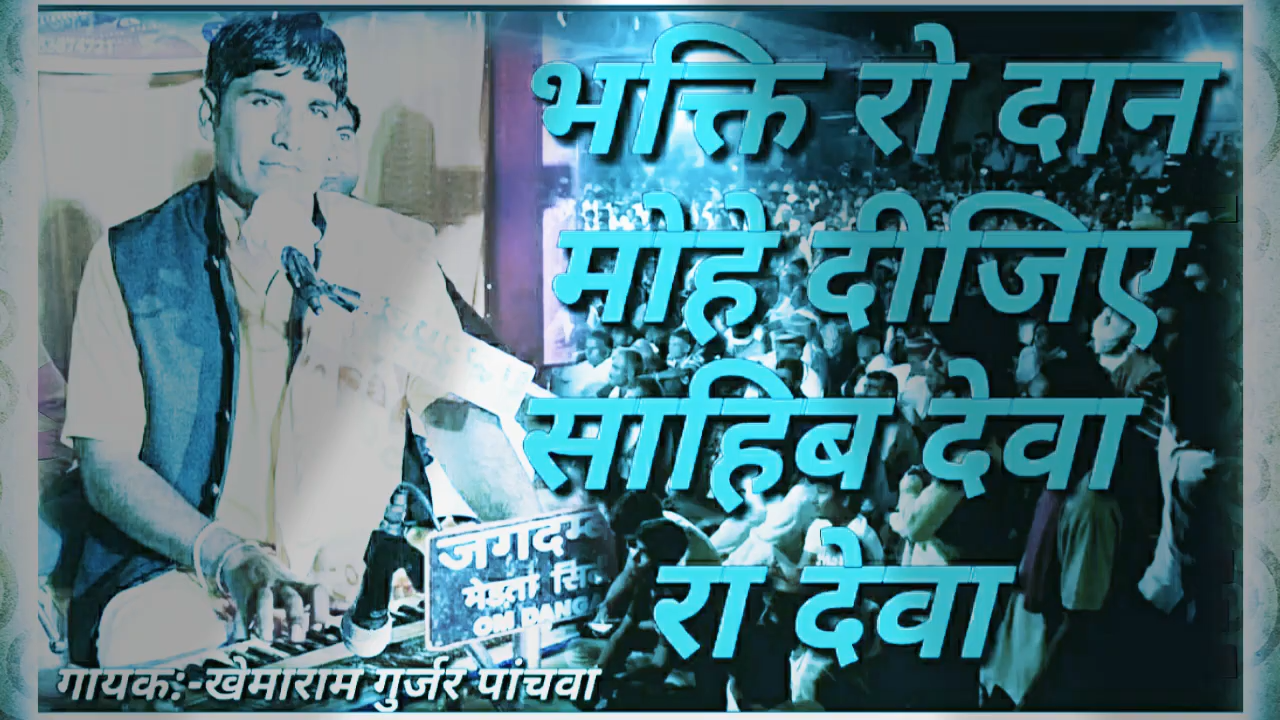 भक्ति रो दान
मोहे दीजिए
साहिब देवा
रा देवा
जगदम्
मेड़ता सि
OM DANG
गायक:-खेमाराम गुर्जर पांचवा